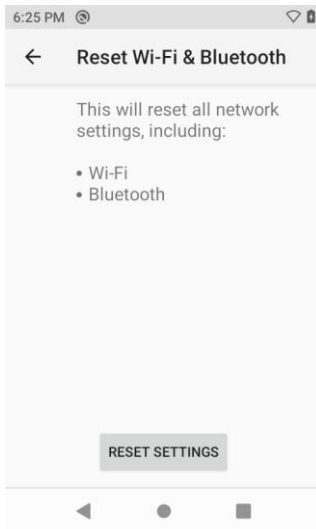 6:25 PM
Reset Wi-Fi & Bluetooth
This will reset all network
settings, including:
• Wi-Fi
• Bluetooth
RESET SETTINGS